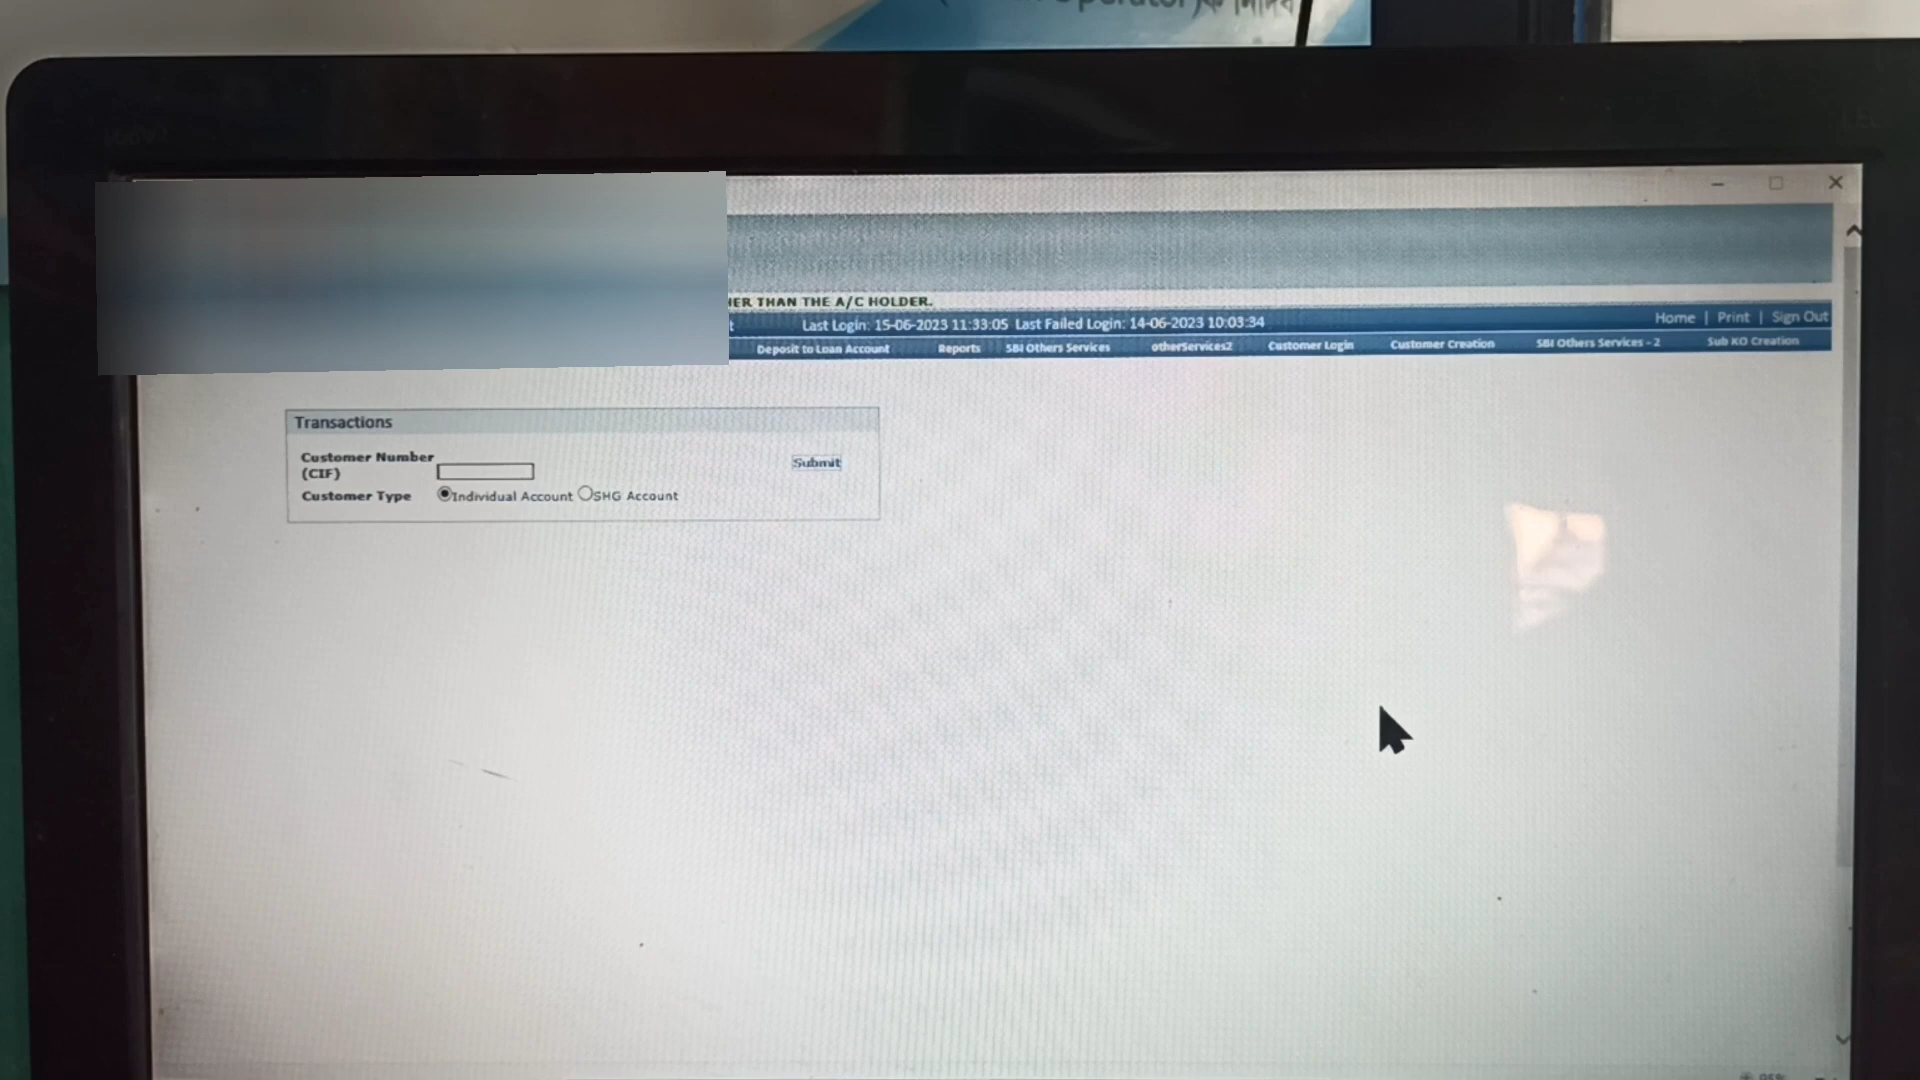 HER THAN THE A/C HOLDER.
Last Login: 15-06-2023 11:33:05 Last Failed Login: 14-06-2023 10:03:34
Home | Print | Sign Out
Deposit to Loan Account Reports SBI Others Services otherServices2 Customer Login Customer Creation SBI Others Services - 2 Sub KO Creation
Transactions
Customer Number
(CIF)
Submit
Customer Type Individual Account SHG Account
95%